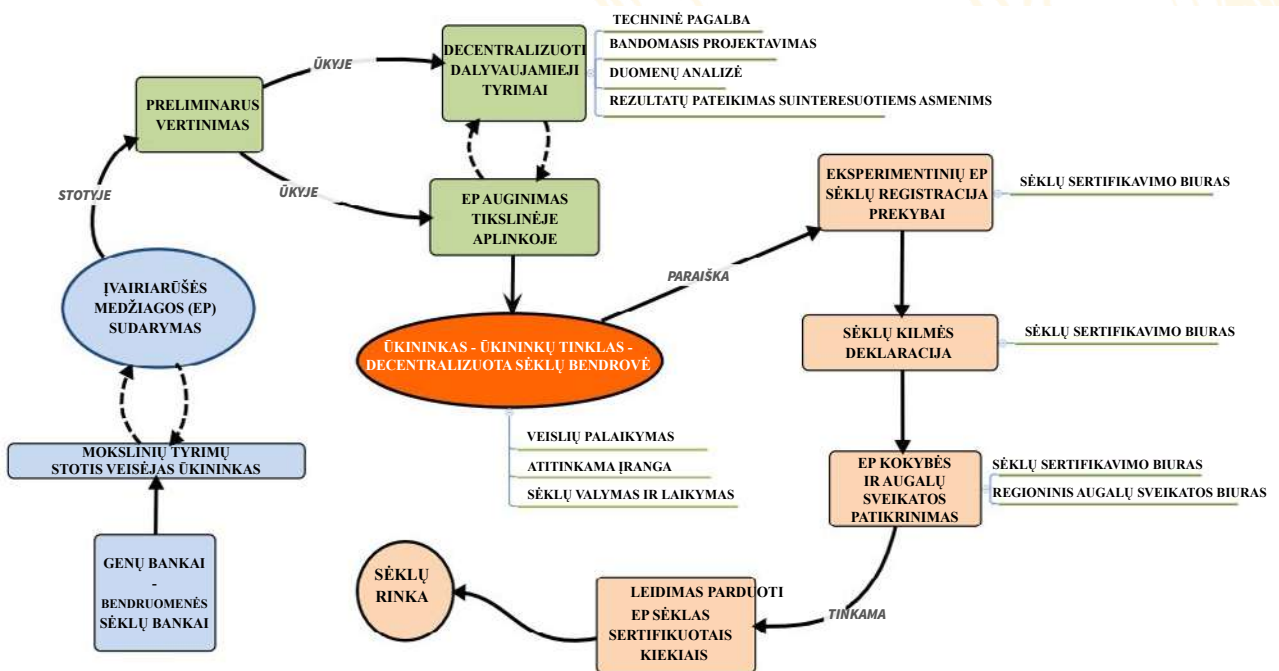 TECHNINĖ PAGALBA
BANDOMASIS PROJEKTAVIMAS
DUOMENŲ ANALIZĖ
REZULTATŲ PATEIKIMAS SUINTERESUOTIEMS ASMENIMS
DECENTRALIZUOTI
DALYVAUJAMIEJI
TYRIMAI
ŪKYJE
PRELIMINARUS
VERTINIMAS
ŪKYJE
STOTYJE
EP AUGINIMAS
TIKSLINĖJE
APLINKOJE
EKSPERIMENTINIŲ EP
SĖKLŲ REGISTRACIJA
PREKYBAI
SĖKLŲ SERTIFIKAVIMO BIURAS
PARAIŠKA
ĮVAIRIARŪŠĖS
MEDŽIAGOS (EP)
SUDARYMAS
ŪKININKAS - ŪKININKŲ TINKLAS -
DECENTRALIZUOTA SĖKLŲ BENDROVĖ
SĖKLŲ KILMĖS
DEKLARACIJA
SĖKLŲ SERTIFIKAVIMO BIURAS
VEISLIŲ PALAIKYMAS
ATITINKAMA ĮRANGA
SĖKLŲ VALYMAS IR LAIKYMAS
MOKSLINIŲ TYRIMŲ
STOTIS VEISĖJAS ŪKININKAS
EP KOKYBĖS
IR AUGALŲ
SVEIKATOS
PATIKRINIMAS
SĖKLŲ SERTIFIKAVIMO BIURAS
REGIONINIS AUGALŲ SVEIKATOS BIURAS
GENŲ BANKAI
-
BENDRUOMENĖS
SĖKLŲ BANKAI
SĖKLŲ
RINKA
LEIDIMAS PARDUOTI
EP SĖKLAS
SERTIFIKUOTAIS
KIEKIAIS
TINKAMA